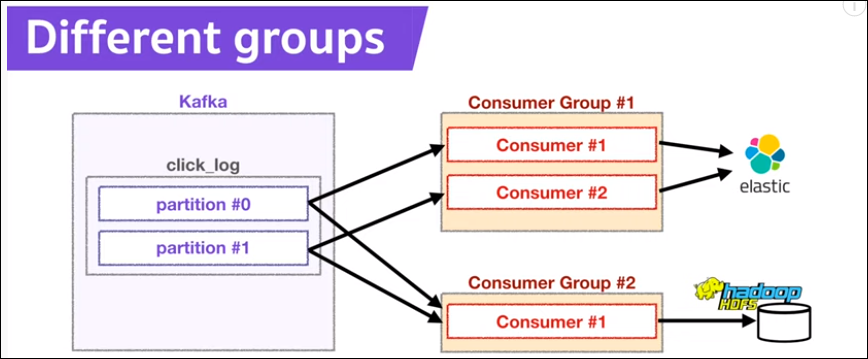 Different groups
Kafka
click_log
partition #0
partition #1
Consumer Group #1
Consumer #1
Consumer #2
elastic
Consumer Group #2
Consumer #1
hadoop
HDFS